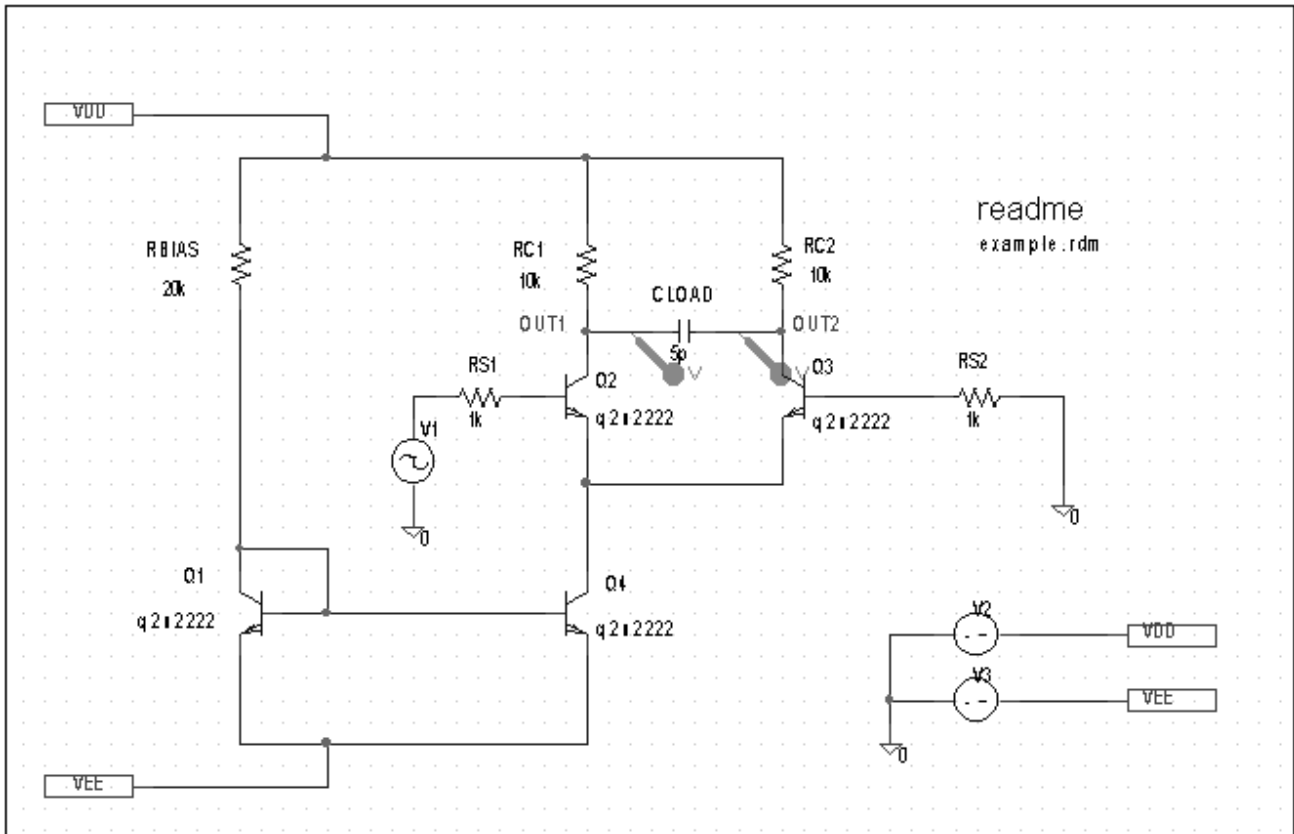 VDD
readme
example.rdm
RBIAS
20k
RC1
10k
RC2
10k
CLOAD
5p
OUT1
OUT2
V
V
RS1
1k
Q2
q2n2222
Q3
q2n2222
RS2
1k
V1
0
0
Q1
q2n2222
Q4
q2n2222
V2
VDD
V3
VEE
0
VEE